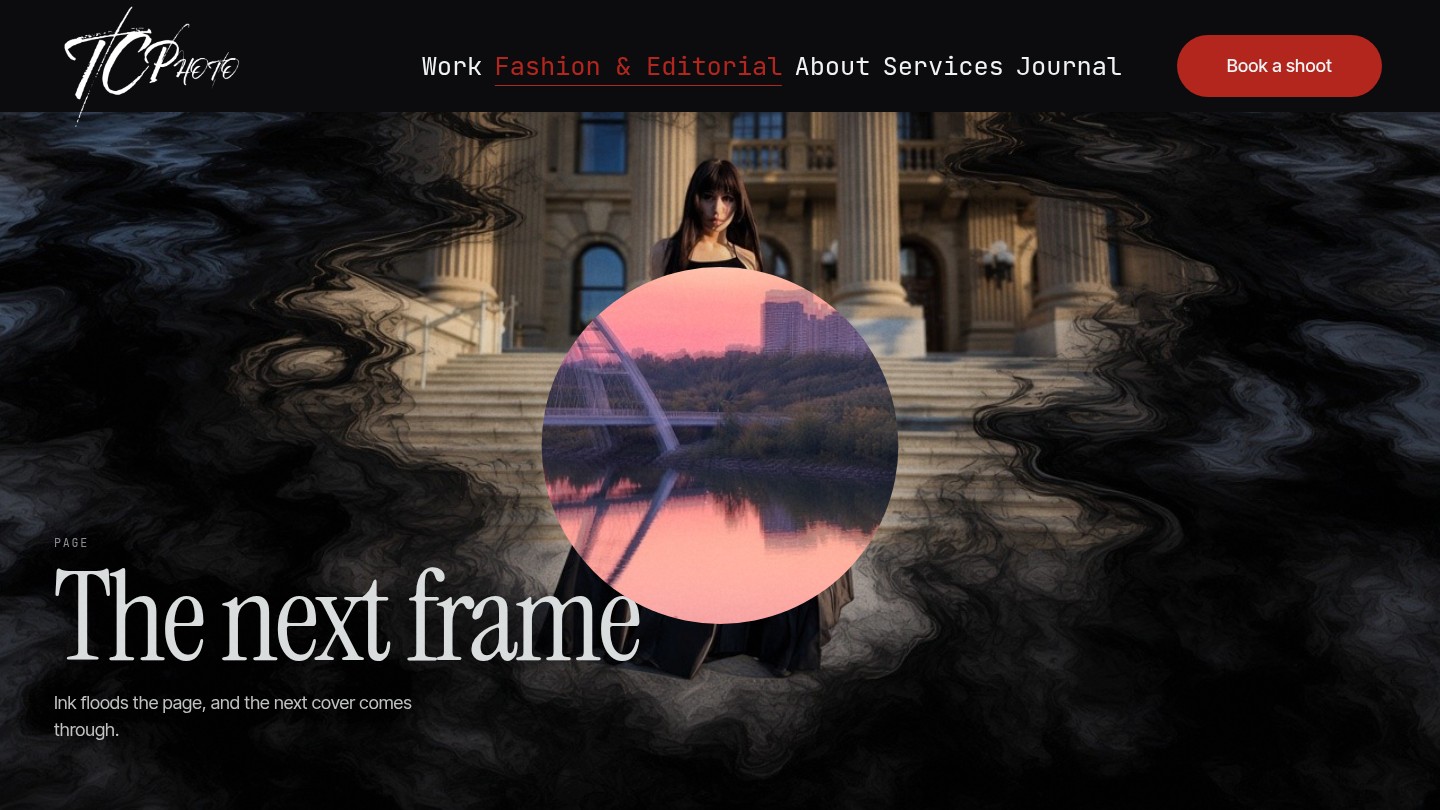 TCPHOTO
Work Fashion & Editorial About Services Journal
Book a shoot
PAGE
The next frame
Ink floods the page, and the next cover comes
through.